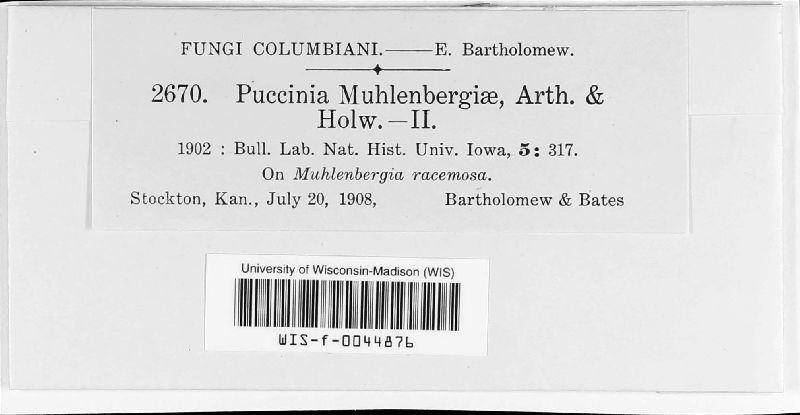 FUNGI COLUMBIANI.——E. Bartholomew.
2670. Puccinia Muhlenbergiæ, Arth. &
Holw.—II.
1902 : Bull. Lab. Nat. Hist. Univ. Iowa, 5: 317.
On Muhlenbergia racemosa.
Stockton, Kan., July 20, 1908, Bartholomew & Bates
University of Wisconsin-Madison (WIS)
WIS-f-0044876